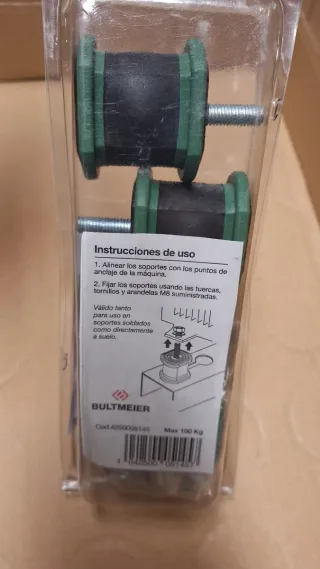 Instrucciones de uso
1. Alinear los soportes con los puntos de
anclaje de la máquina.
2. Fijar los soportes usando las tuercas,
tornillos y arandelas M8 suministradas.
Válido tanto
para uso en
soportes soldados
como directamente
a suelo.
BULTMEIER
Max 100 Kg